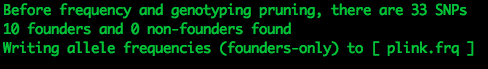 Before frequency and genotyping pruning, there are 33 SNPs
10 founders and 0 non-founders found
Writing allele frequencies (founders-only) to [ plink.frq ]